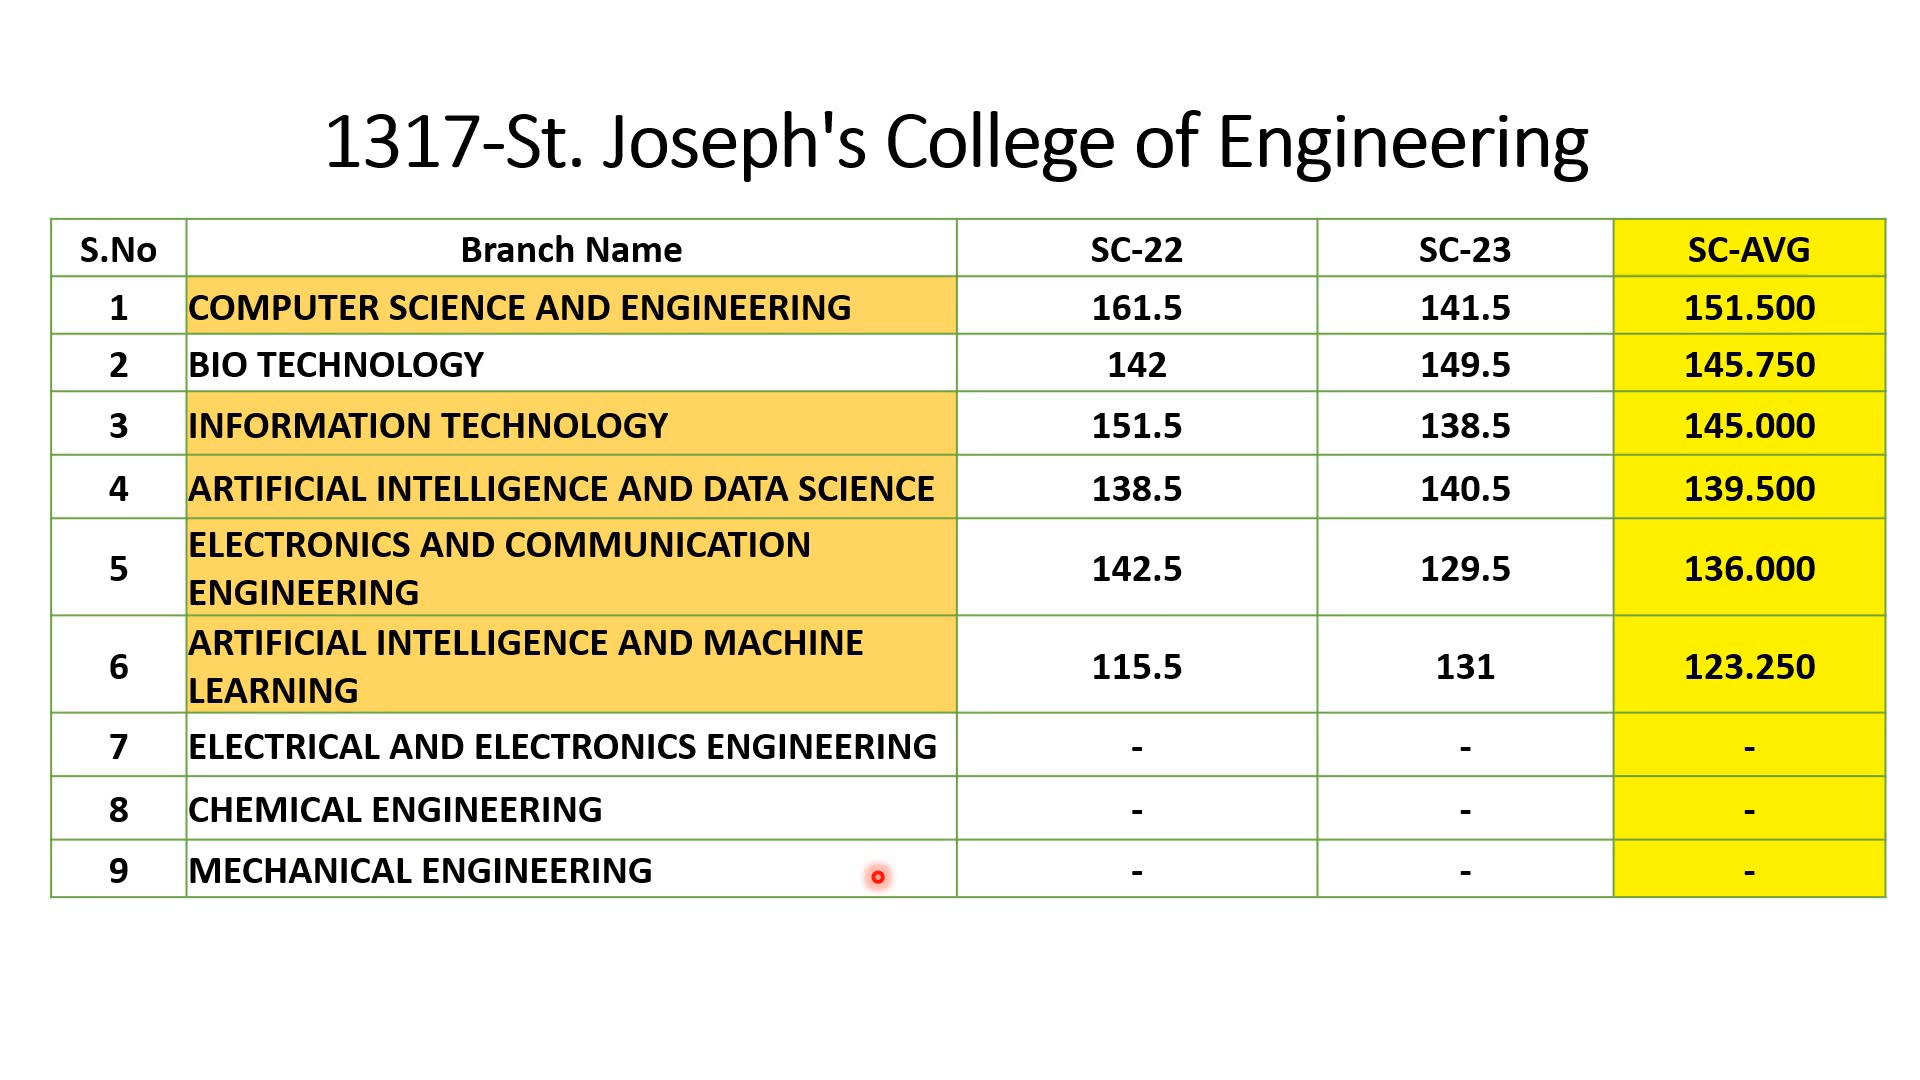 1317-St. Joseph's College of Engineering
S.No Branch Name SC-22 SC-23 SC-AVG
1 COMPUTER SCIENCE AND ENGINEERING 161.5 141.5 151.500
2 BIO TECHNOLOGY 142 149.5 145.750
3 INFORMATION TECHNOLOGY 151.5 138.5 145.000
4 ARTIFICIAL INTELLIGENCE AND DATA SCIENCE 138.5 140.5 139.500
5 ELECTRONICS AND COMMUNICATION
ENGINEERING 142.5 129.5 136.000
6 ARTIFICIAL INTELLIGENCE AND MACHINE
LEARNING 115.5 131 123.250
7 ELECTRICAL AND ELECTRONICS ENGINEERING - - -
8 CHEMICAL ENGINEERING - - -
9 MECHANICAL ENGINEERING - - -